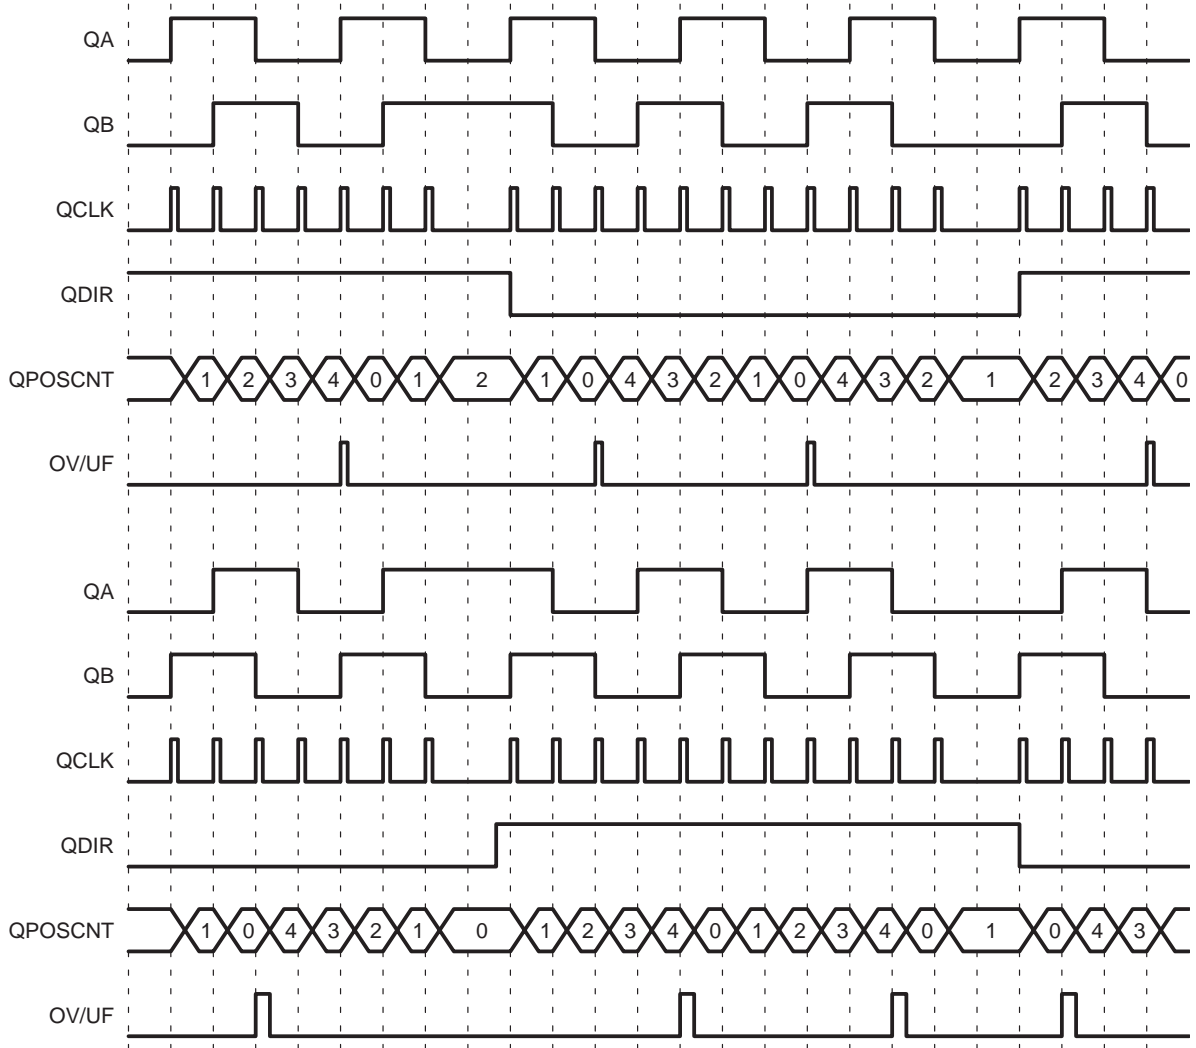 QA
QB
QCLK
QDIR
QPOSCNT 1 2 3 4 0 1 2 1 0 4 3 2 1 0 4 3 2 1 2 3 4 0
OV/UF
QA
QB
QCLK
QDIR
QPOSCNT 1 0 4 3 2 1 0 1 2 3 4 0 1 2 3 4 0 1 0 4 3
OV/UF